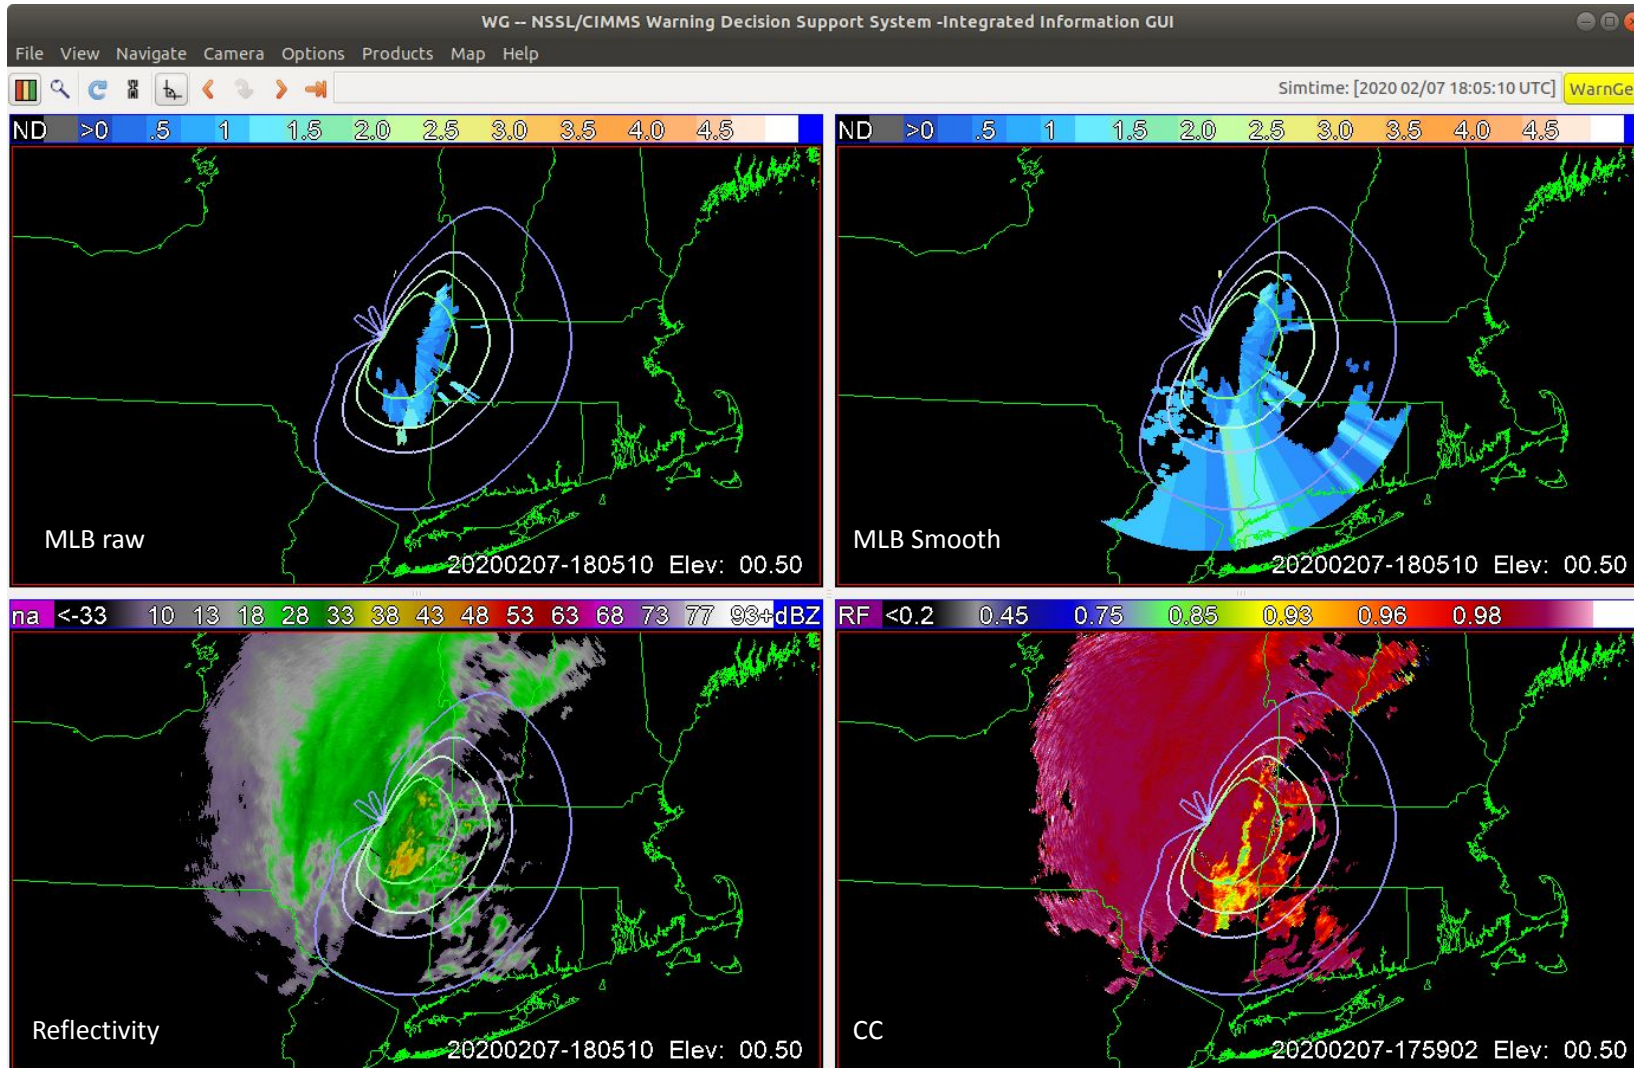 WG -- NSSL/CIMMS Warning Decision Support System -Integrated Information GUI
File View Navigate Camera Options Products Map Help
Simtime: [2020 02/07 18:05:10 UTC] WarnGe
ND >0 .5 1 1.5 2.0 2.5 3.0 3.5 4.0 4.5
MLB raw
20200207-180510 Elev: 00.50
ND >0 .5 1 1.5 2.0 2.5 3.0 3.5 4.0 4.5
MLB Smooth
20200207-180510 Elev: 00.50
na <-33 10 13 18 28 33 38 43 48 53 63 68 73 77 93+dBZ
Reflectivity
20200207-180510 Elev: 00.50
RF <0.2 0.45 0.75 0.85 0.93 0.96 0.98
CC
20200207-175902 Elev: 00.50